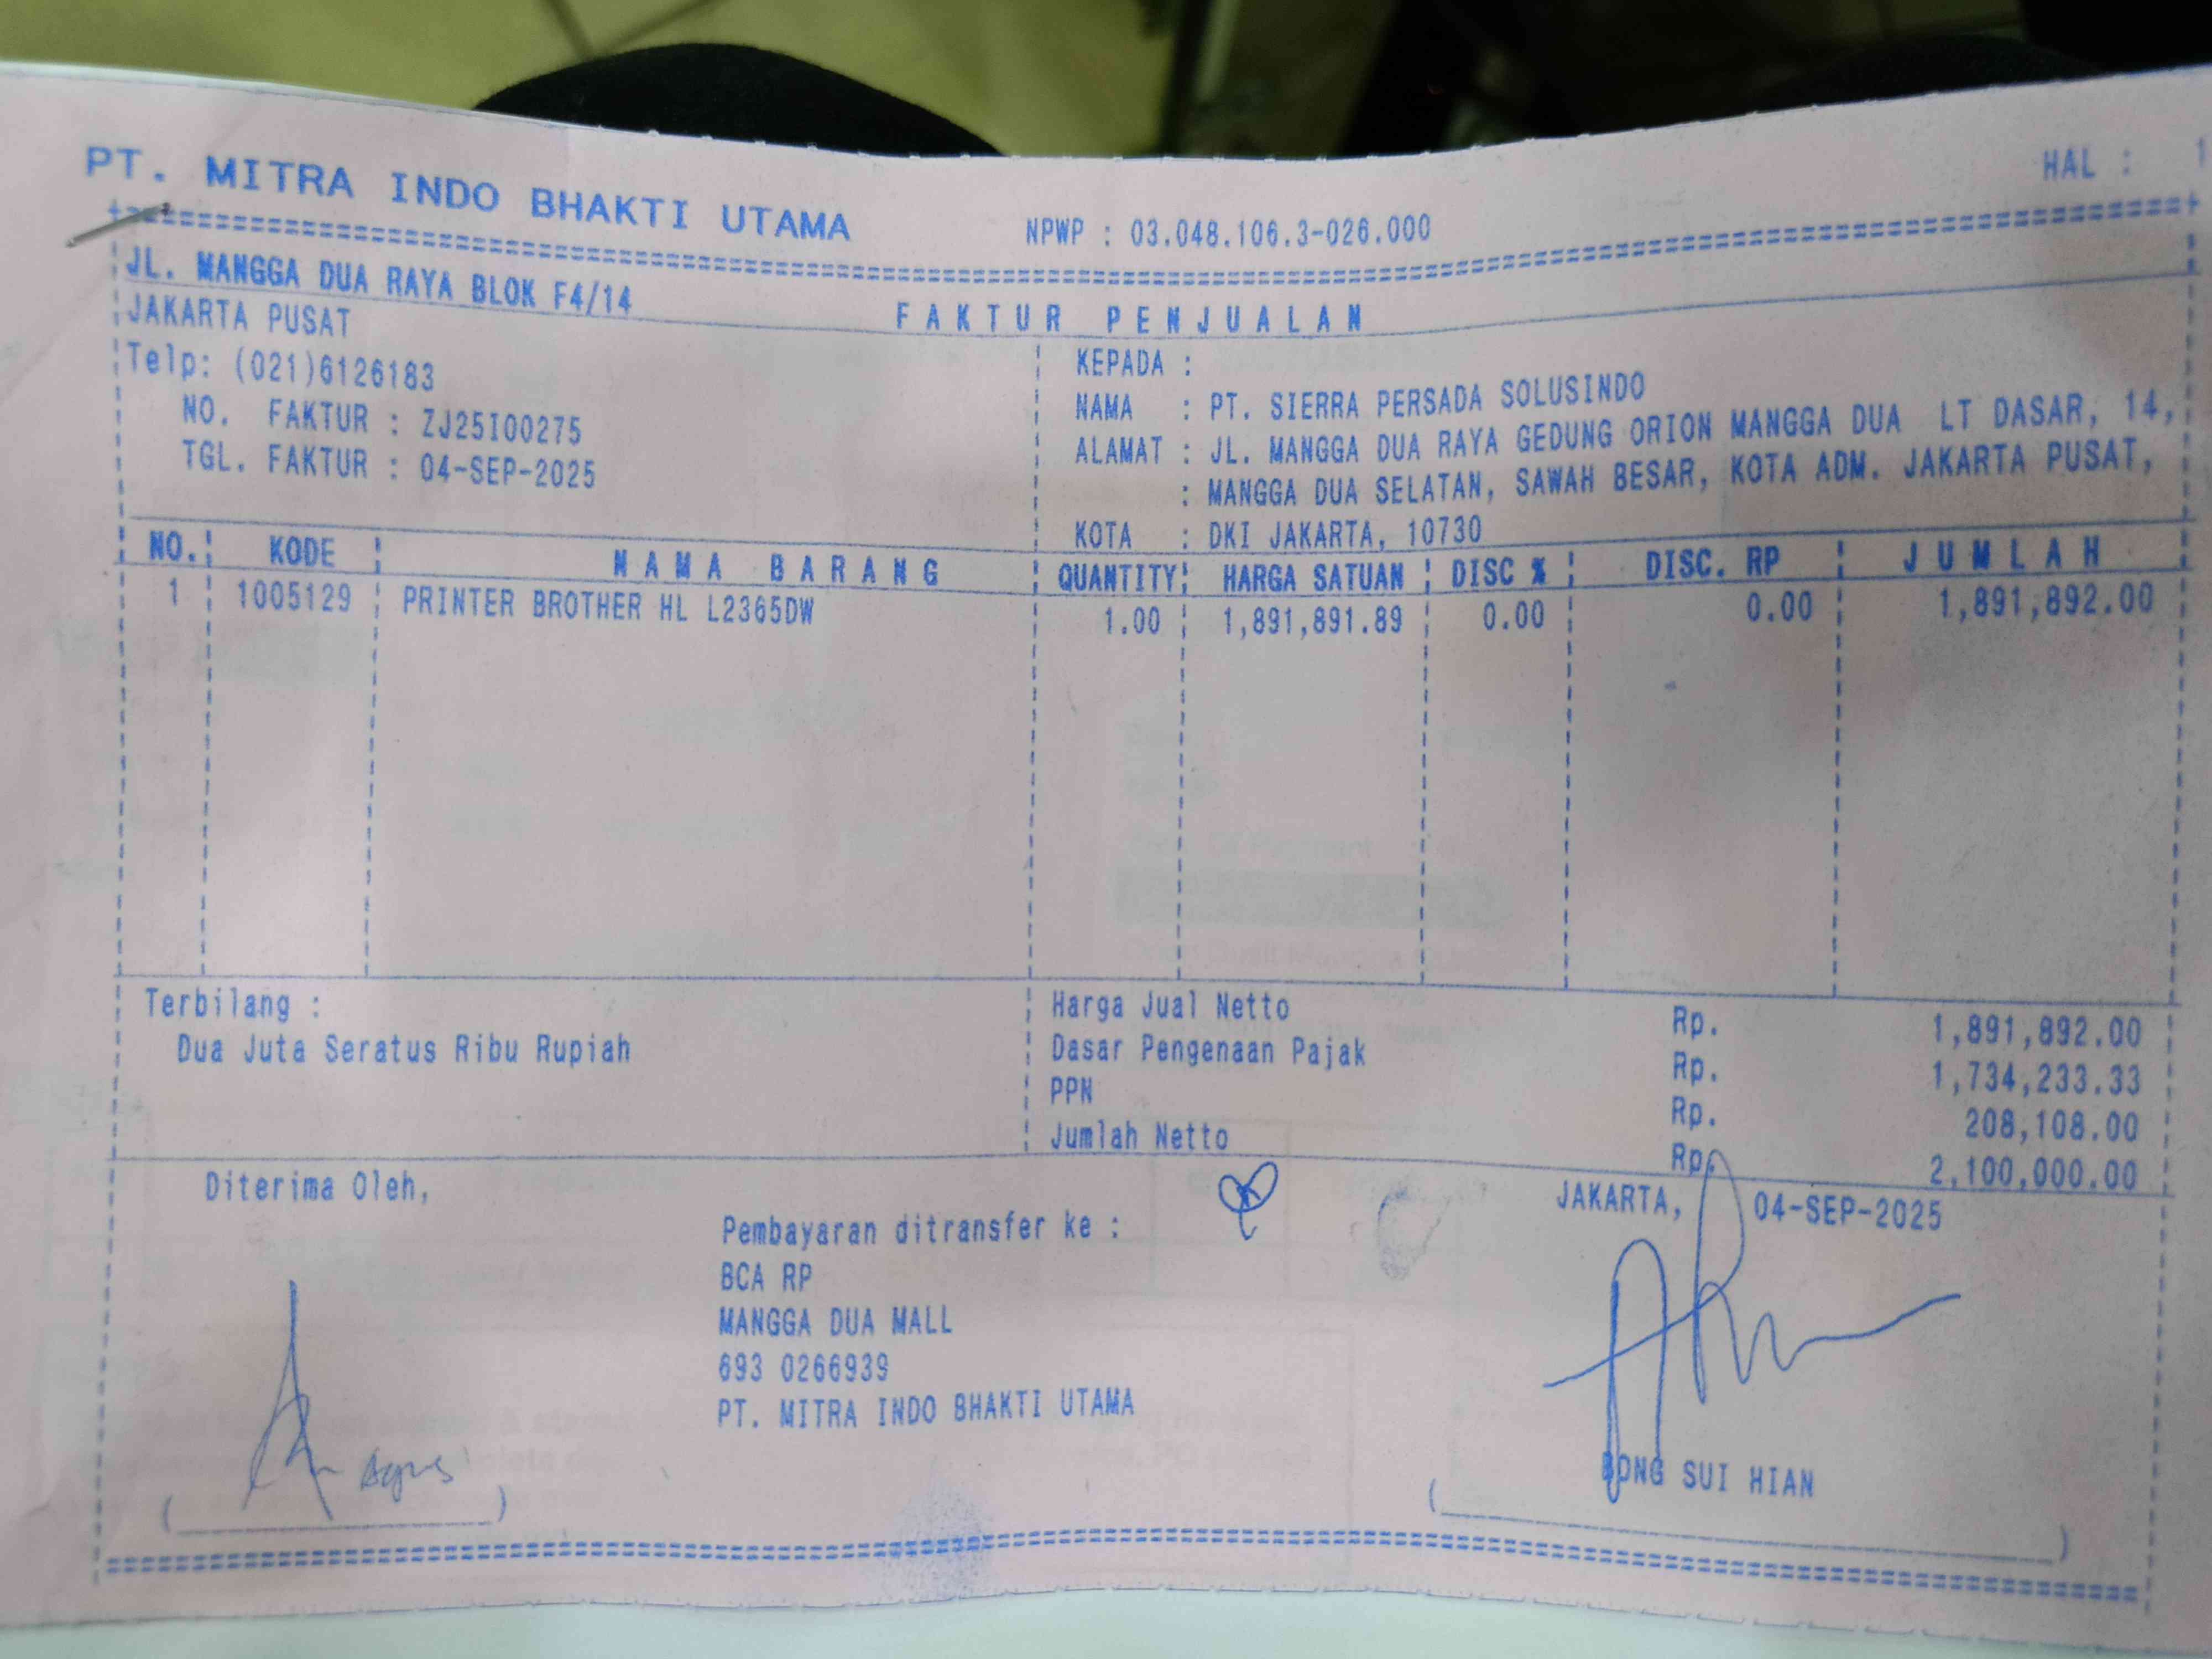 PT. MITRA INDO BHAKTI UTAMA
NPWP : 03.048.106.3-026.000
HAL : 1
JL. MANGGA DUA RAYA BLOK F4/14
JAKARTA PUSAT
Telp: (021)6126183
NO. FAKTUR : ZJ25I00275
TGL. FAKTUR : 04-SEP-2025
FAKTUR PENJUALAN
KEPADA :
NAMA : PT. SIERRA PERSADA SOLUSINDO
ALAMAT : JL. MANGGA DUA RAYA GEDUNG ORION MANGGA DUA LT DASAR, 14,
: MANGGA DUA SELATAN, SAWAH BESAR, KOTA ADM. JAKARTA PUSAT,
KOTA : DKI JAKARTA, 10730
NO. KODE NAMA BARANG QUANTITY HARGA SATUAN DISC % DISC. RP JUMLAH
1 1005129 PRINTER BROTHER HL L2365DW 1.00 1,891,891.89 0.00 0.00 1,891,892.00
Terbilang :
Dua Juta Seratus Ribu Rupiah
Harga Jual Netto Rp. 1,891,892.00
Dasar Pengenaan Pajak Rp. 1,734,233.33
PPN Rp. 208,108.00
Jumlah Netto Rp. 2,100,000.00
Diterima Oleh,
Agus
Pembayaran ditransfer ke :
BCA RP
MANGGA DUA MALL
693 0266939
PT. MITRA INDO BHAKTI UTAMA
JAKARTA, 04-SEP-2025
BONG SUI HIAN